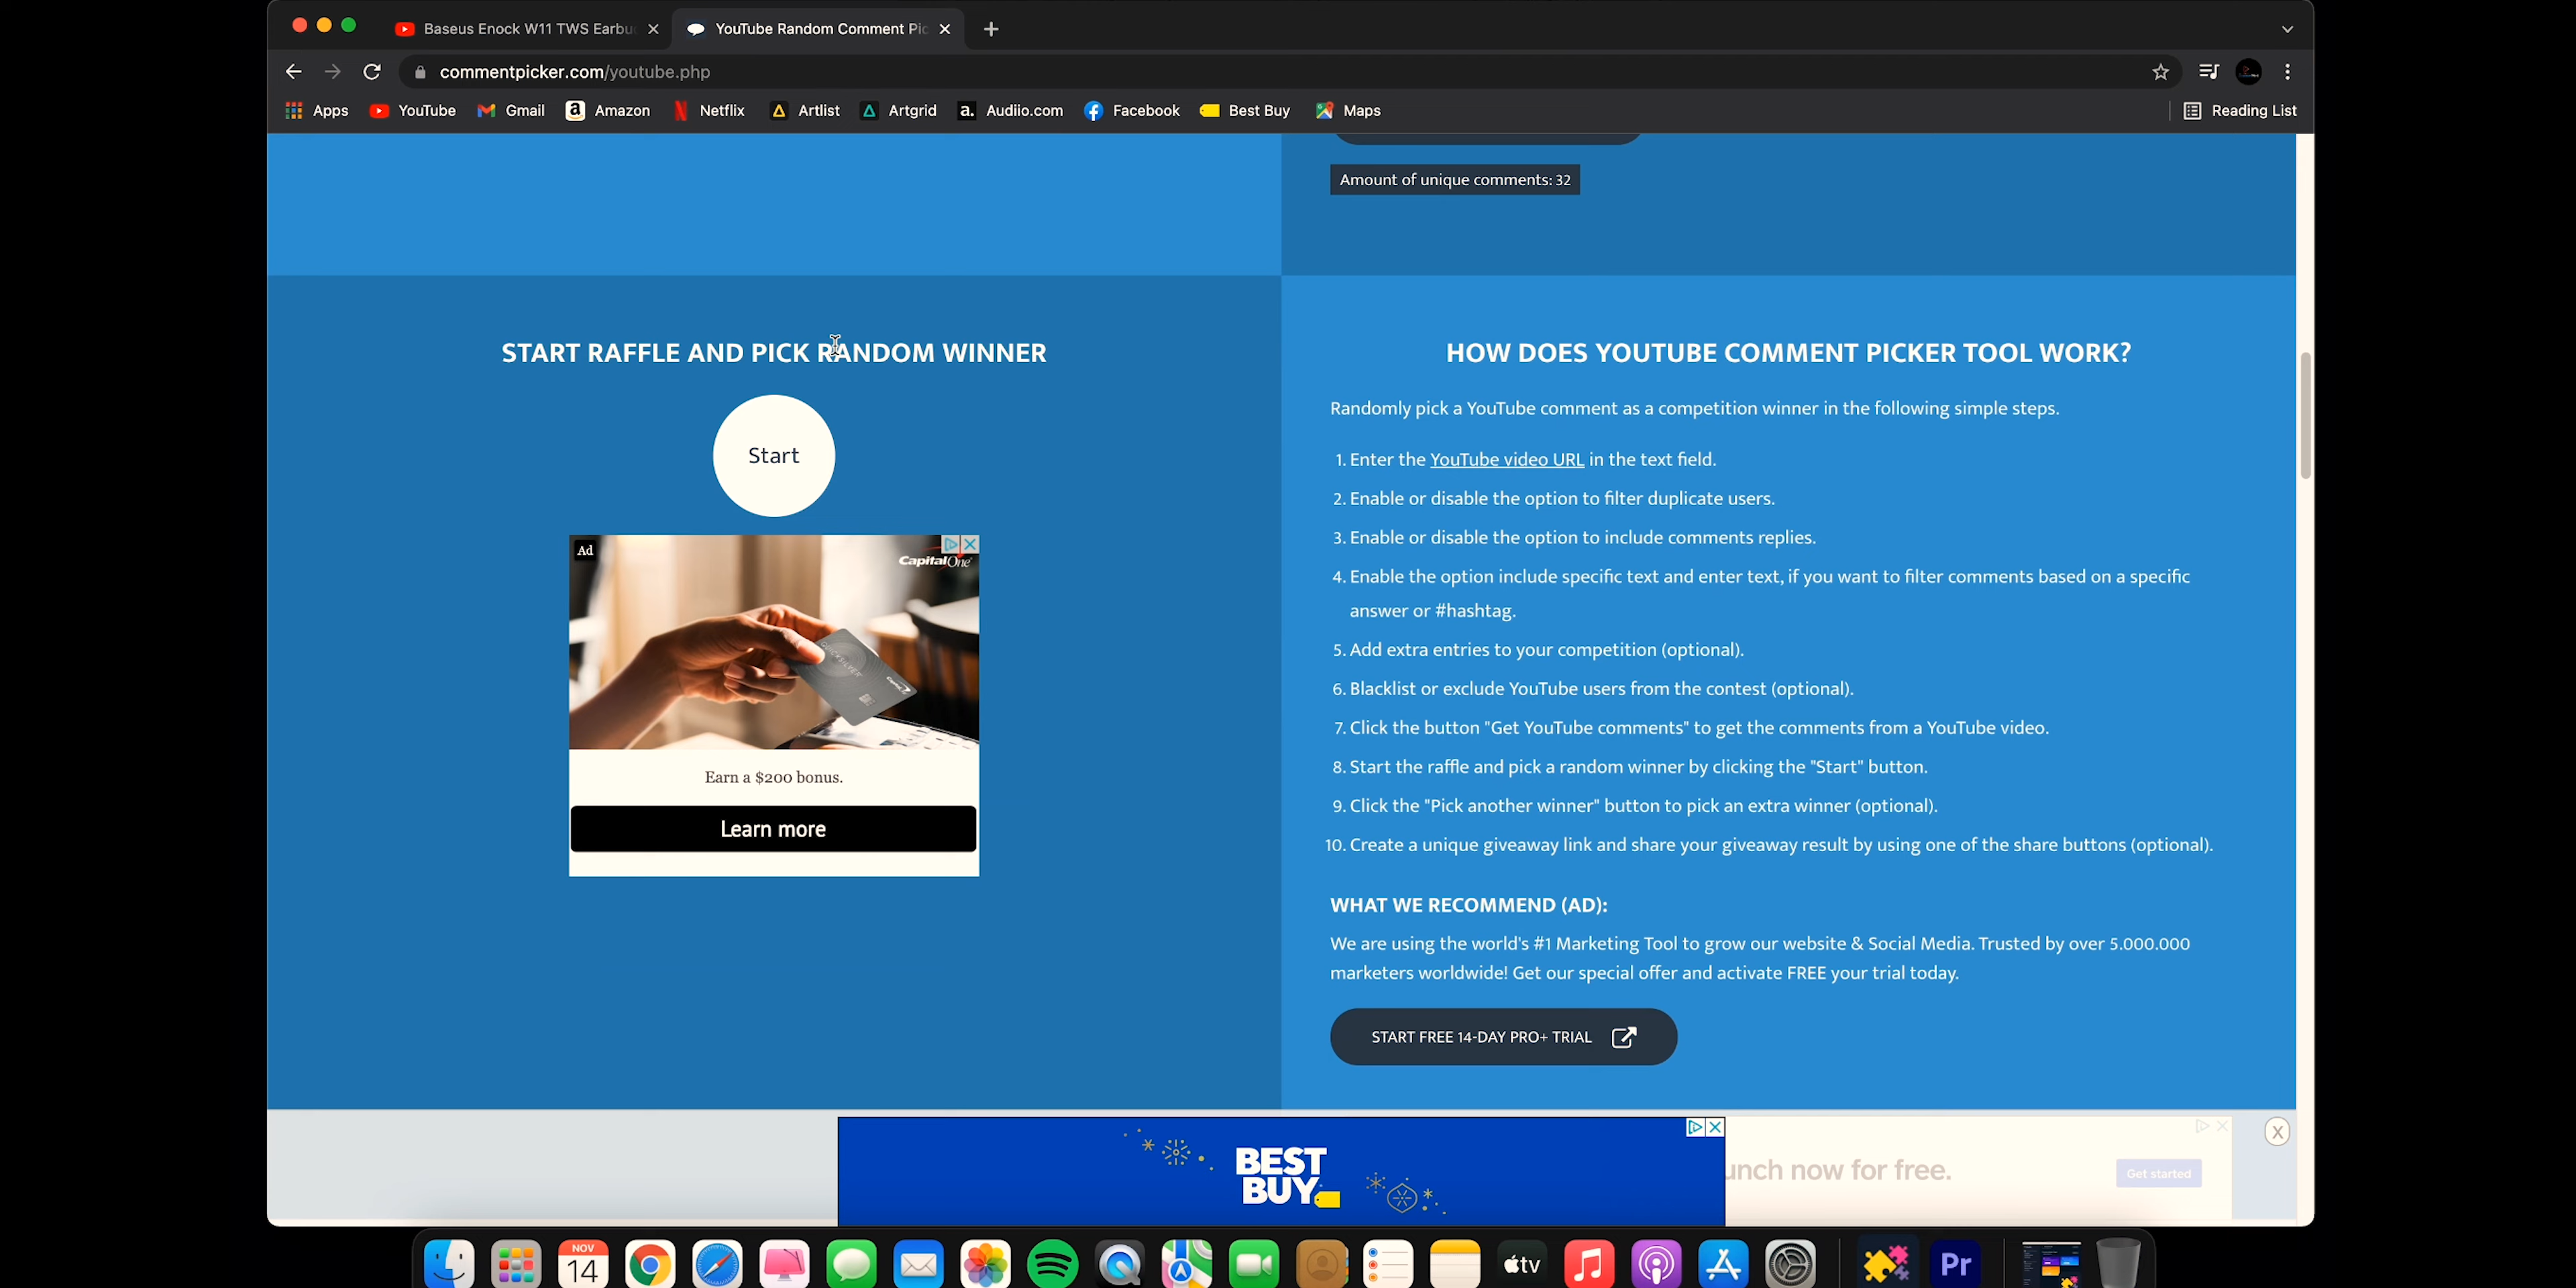 Baseus Enock W11 TWS Earbu
YouTube Random Comment Pic
commentpicker.com/youtube.php
Apps YouTube Gmail Amazon Netflix Artlist Artgrid Audiio.com Facebook Best Buy Maps Reading List
Amount of unique comments: 32
START RAFFLE AND PICK RANDOM WINNER
Start
Ad
CapitalOne
QUICKSILVER
Earn a $200 bonus.
Learn more
HOW DOES YOUTUBE COMMENT PICKER TOOL WORK?
Randomly pick a YouTube comment as a competition winner in the following simple steps.
1. Enter the YouTube video URL in the text field.
2. Enable or disable the option to filter duplicate users.
3. Enable or disable the option to include comments replies.
4. Enable the option include specific text and enter text, if you want to filter comments based on a specific
answer or #hashtag.
5. Add extra entries to your competition (optional).
6. Blacklist or exclude YouTube users from the contest (optional).
7. Click the button "Get YouTube comments" to get the comments from a YouTube video.
8. Start the raffle and pick a random winner by clicking the "Start" button.
9. Click the "Pick another winner" button to pick an extra winner (optional).
10. Create a unique giveaway link and share your giveaway result by using one of the share buttons (optional).
WHAT WE RECOMMEND (AD):
We are using the world's #1 Marketing Tool to grow our website & Social Media. Trusted by over 5.000.000
marketers worldwide! Get our special offer and activate FREE your trial today.
START FREE 14-DAY PRO+ TRIAL
BEST
BUY
unch now for free.
Get started
X
NOV
14
tv
Pr